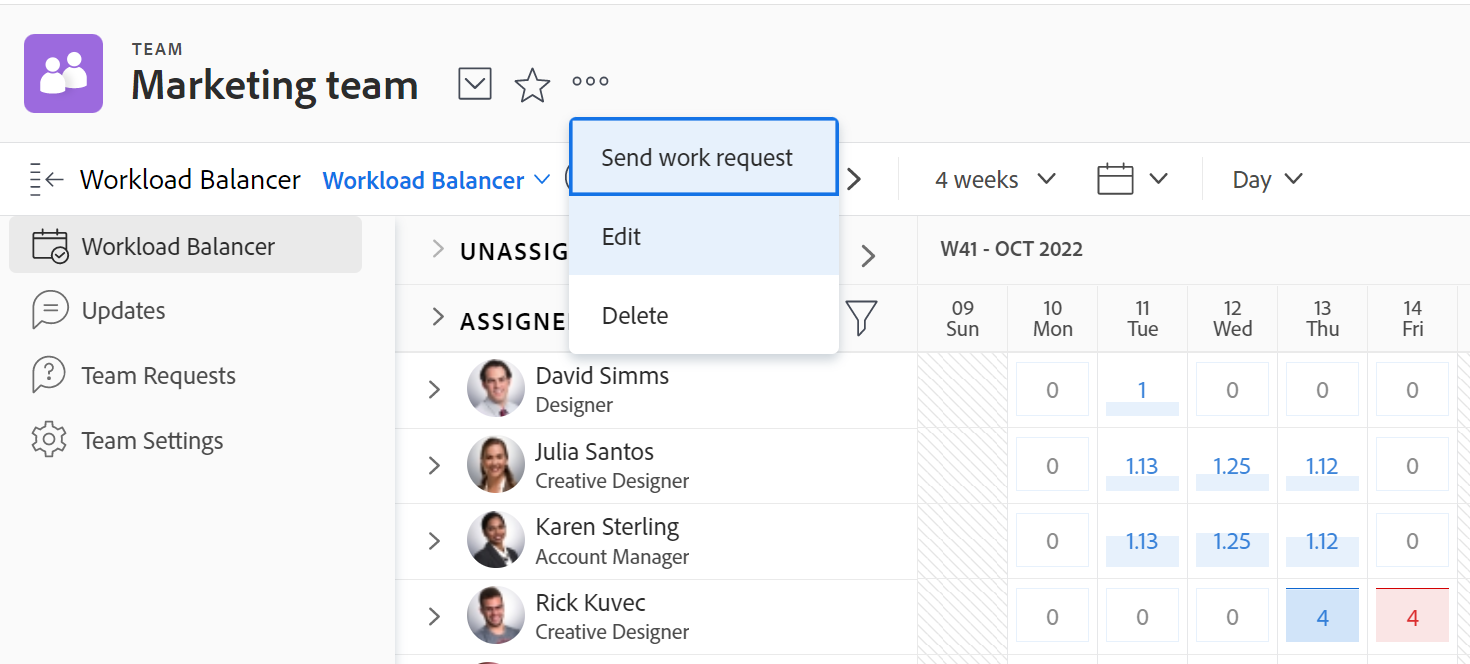 TEAM
Marketing team
Send work request
Edit
Delete
Workload Balancer
Workload Balancer
4 weeks
Day
Workload Balancer
Updates
Team Requests
Team Settings
UNASSIG
ASSIGNE
W41 - OCT 2022
09 10 11 12 13 14
Sun Mon Tue Wed Thu Fri
David Simms
Designer
0 1 0 0 0
Julia Santos
Creative Designer
0 1.13 1.25 1.12 0
Karen Sterling
Account Manager
0 1.13 1.25 1.12 0
Rick Kuvec
Creative Designer
0 0 0 4 4